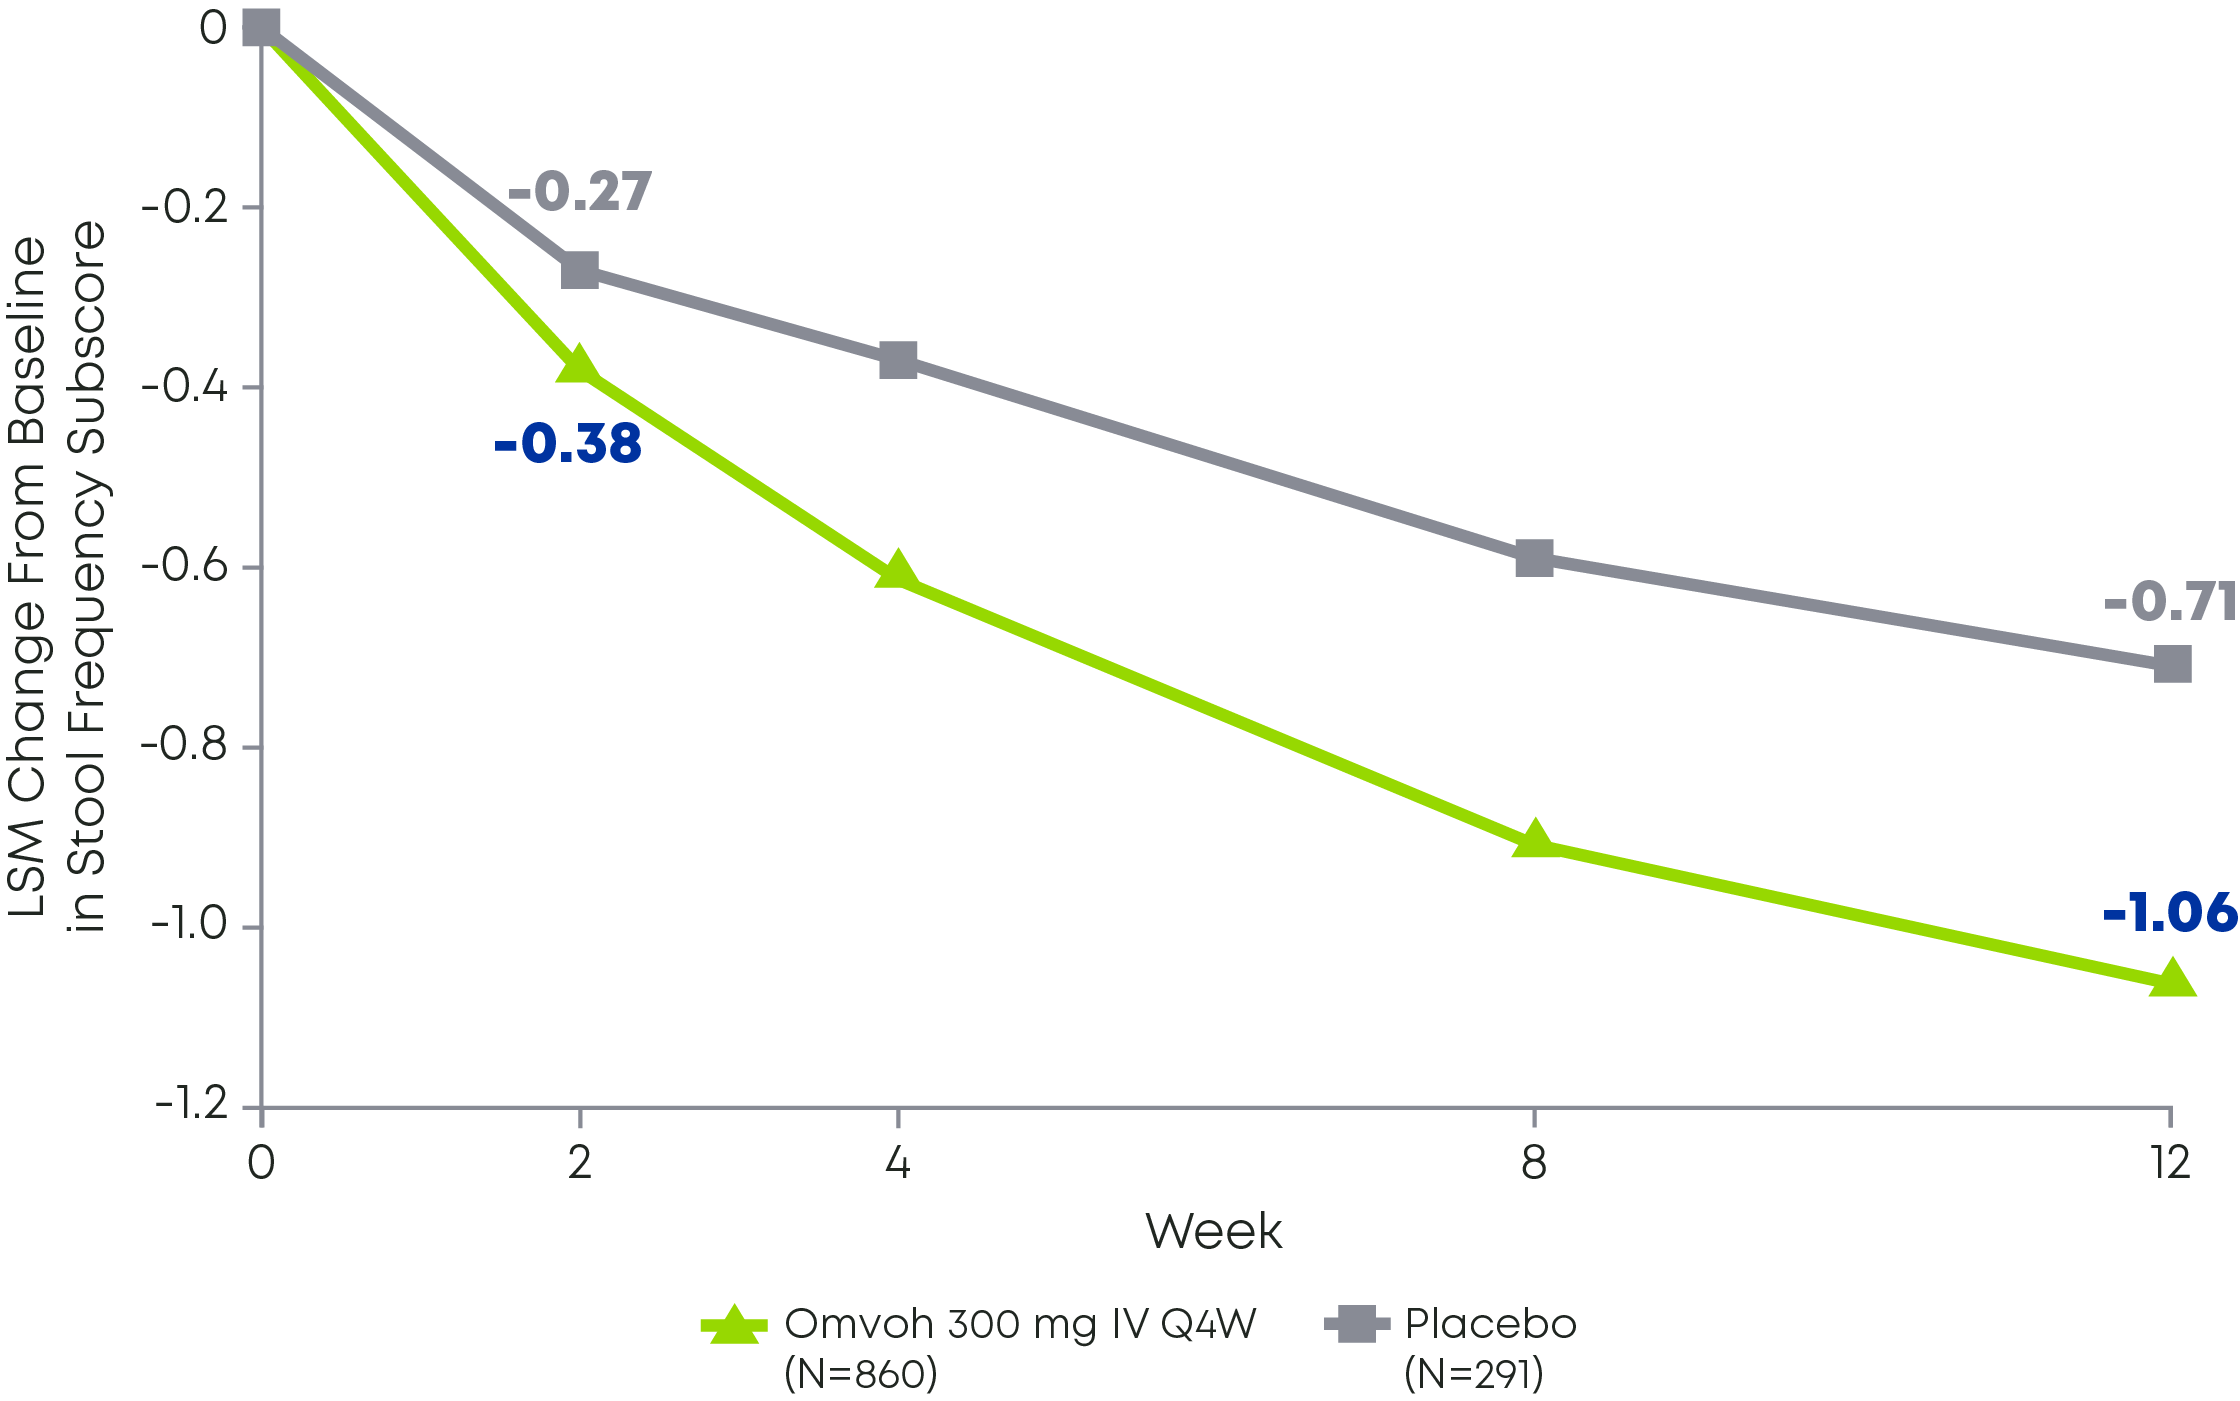 LSM Change From Baseline
in Stool Frequency Subscore
0
-0.2
-0.4
-0.6
-0.8
-1.0
-1.2
-0.27
-0.38
-0.71
-1.06
0 2 4 8 12
Week
Omvoh 300 mg IV Q4W
(N=860)
Placebo
(N=291)